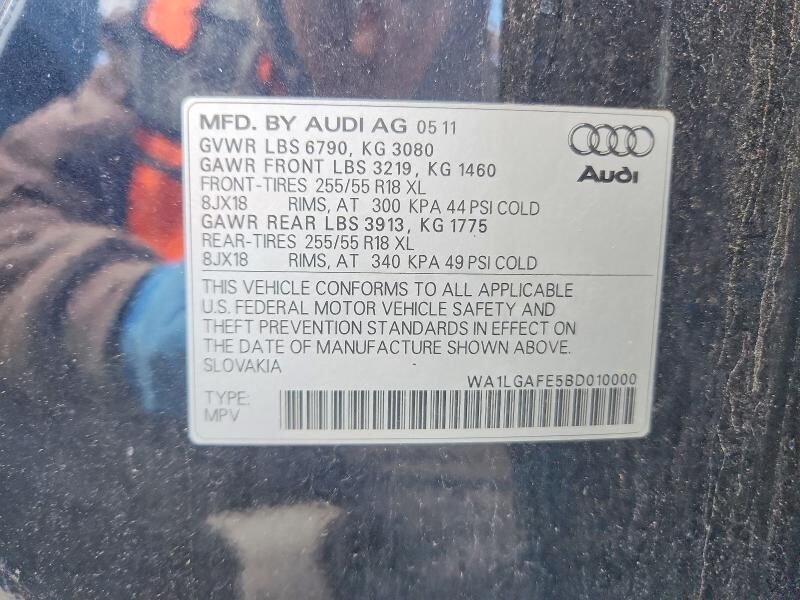 MFD. BY AUDI AG 05 11
GVWR LBS 6790, KG 3080
GAWR FRONT LBS 3219, KG 1460
FRONT-TIRES 255/55 R18 XL
8JX18 RIMS, AT 300 KPA 44 PSI COLD
GAWR REAR LBS 3913, KG 1775
REAR-TIRES 255/55 R18 XL
8JX18 RIMS, AT 340 KPA 49 PSI COLD
Audi
THIS VEHICLE CONFORMS TO ALL APPLICABLE
U.S. FEDERAL MOTOR VEHICLE SAFETY AND
THEFT PREVENTION STANDARDS IN EFFECT ON
THE DATE OF MANUFACTURE SHOWN ABOVE.
SLOVAKIA
WA1LGAFE5BD010000
TYPE:
MPV